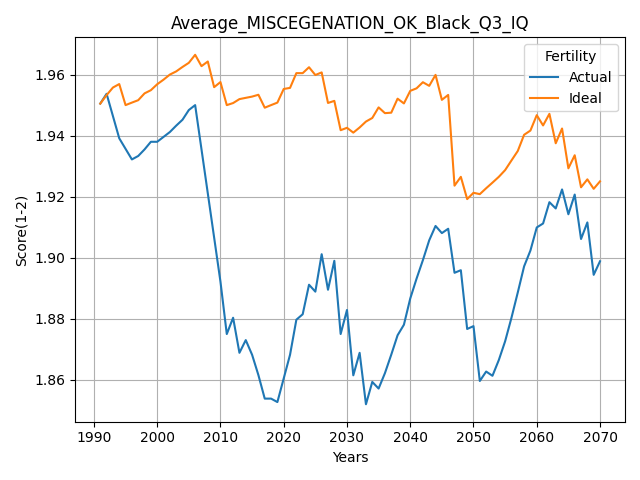 Average_MISCEGENATION_OK_Black_Q3_IQ
Fertility
Actual
Ideal
Score(1-2)
1.96
1.94
1.92
1.90
1.88
1.86
1990 2000 2010 2020 2030 2040 2050 2060 2070
Years